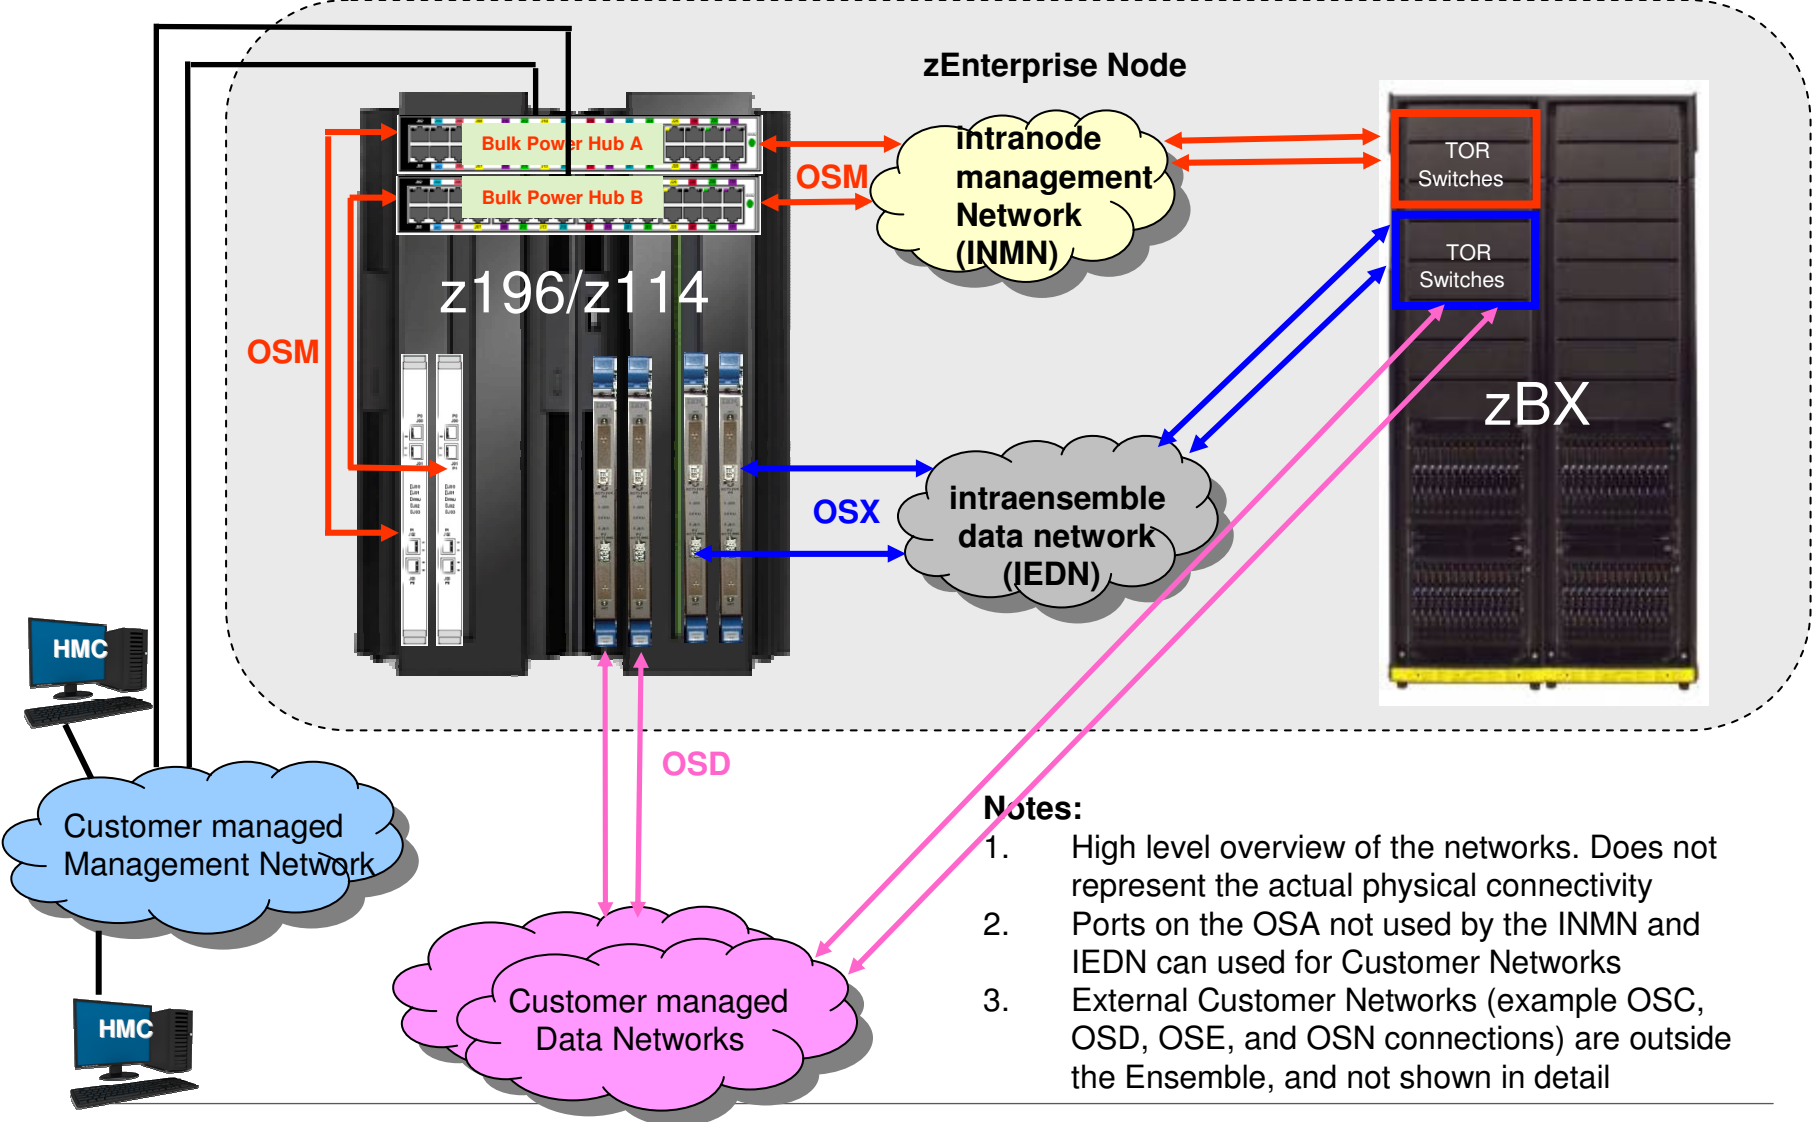 zEnterprise Node
Bulk Power Hub A
Bulk Power Hub B
OSM
intranode
management
Network
(INMN)
TOR
Switches
TOR
Switches
z196/z114
OSM
zBX
OSX
intraensemble
data network
(IEDN)
HMC
OSD
Customer managed
Management Network
HMC
Customer managed
Data Networks
Notes:
1. High level overview of the networks. Does not
represent the actual physical connectivity
2. Ports on the OSA not used by the INMN and
IEDN can used for Customer Networks
3. External Customer Networks (example OSC,
OSD, OSE, and OSN connections) are outside
the Ensemble, and not shown in detail